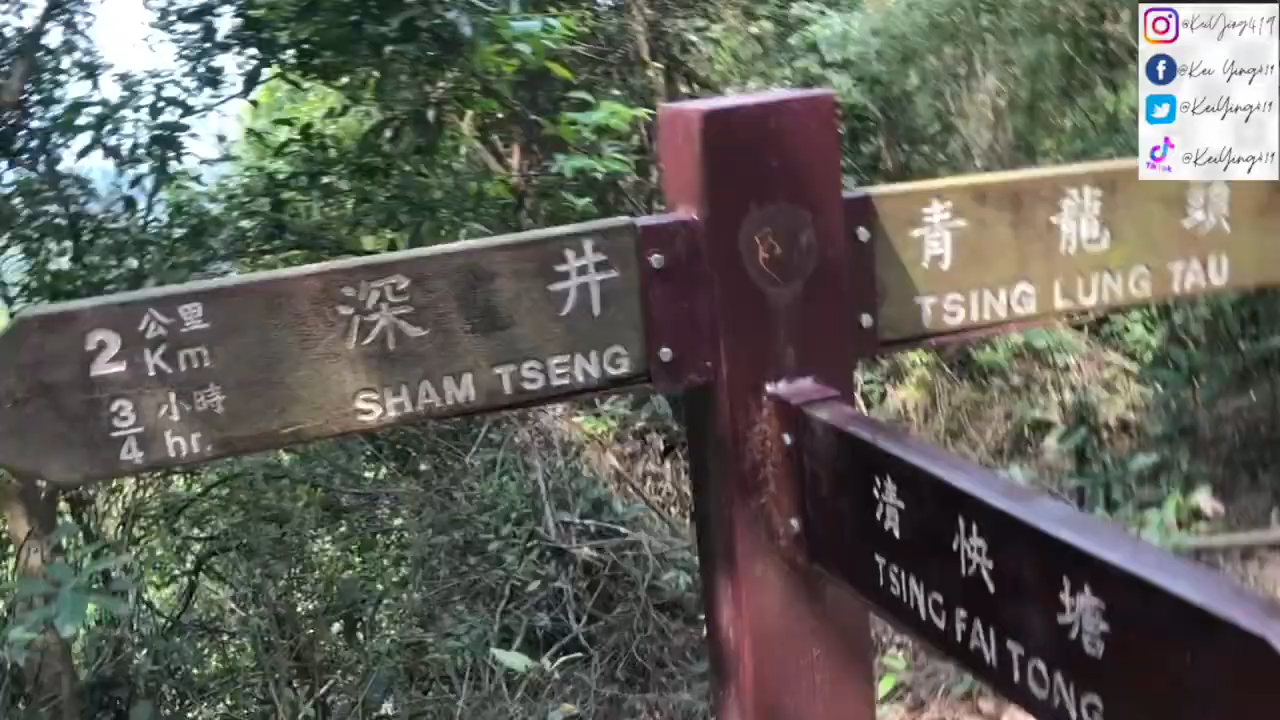 2 公里
Km
3/4 小時
hr.
深井
SHAM TSENG
青龍頭
TSING LUNG TAU
清快塘
TSING FAI TONG
@KeiYing419
@Kei Ying419
@KeiYing419
TikTok
@KeiYing419